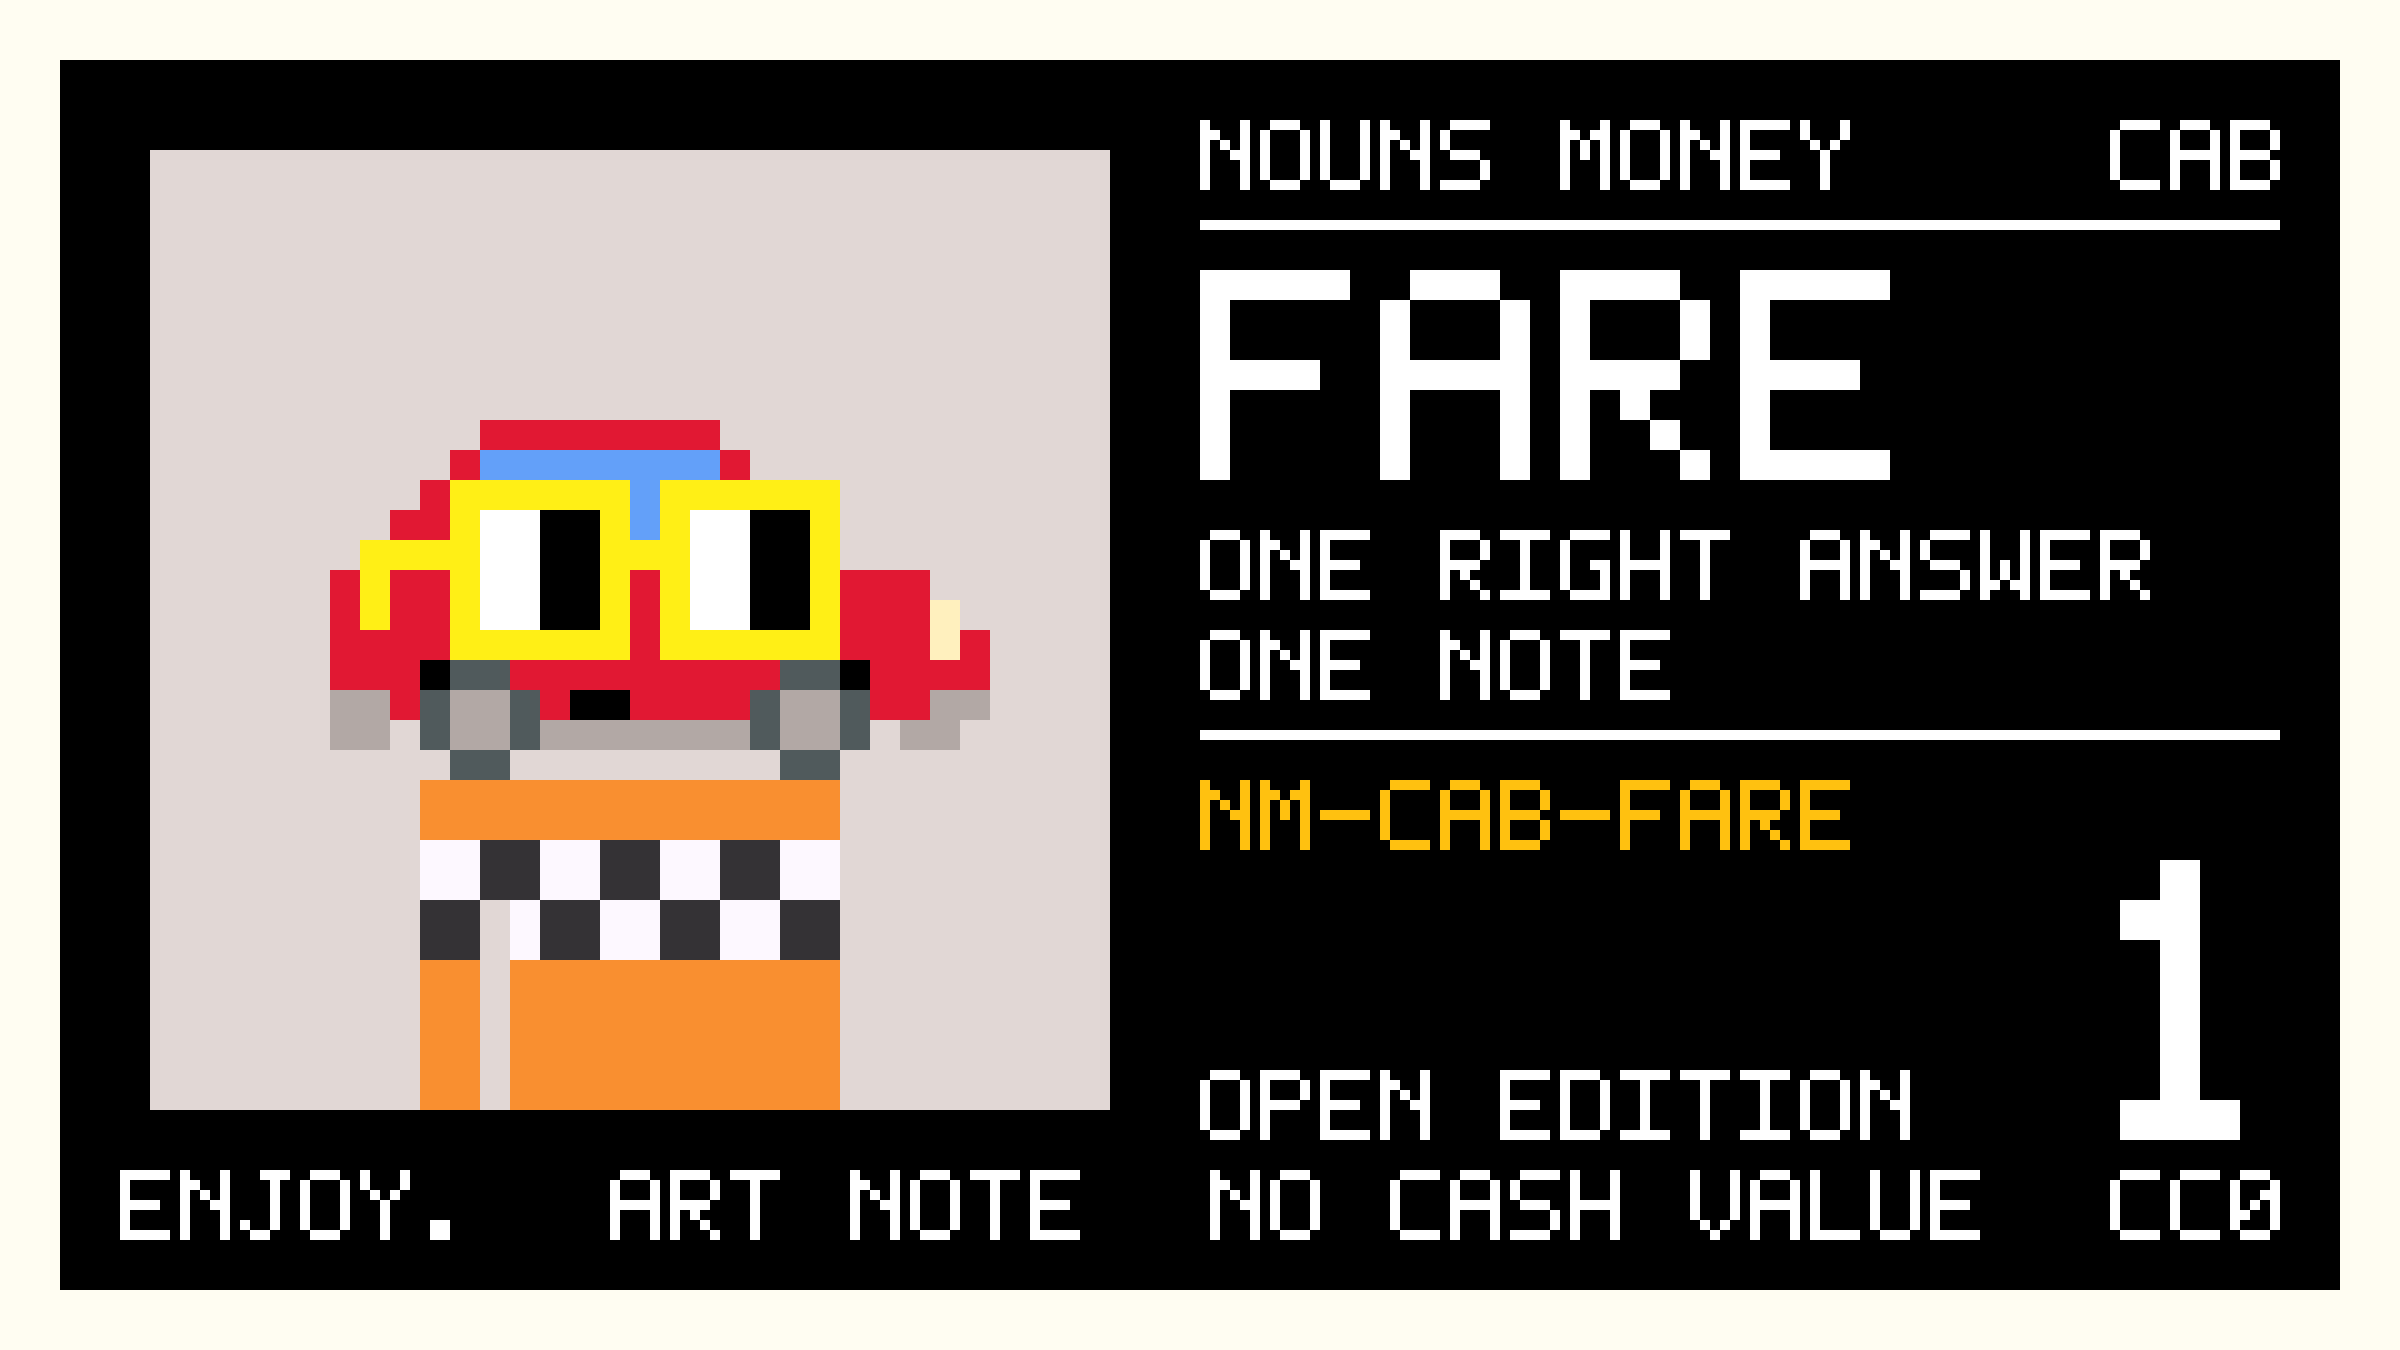 NOUNS MONEY CAB
FARE
ONE RIGHT ANSWER
ONE NOTE
NM-CAB-FARE
1
OPEN EDITION
ENJOY. ART NOTE NO CASH VALUE CC0